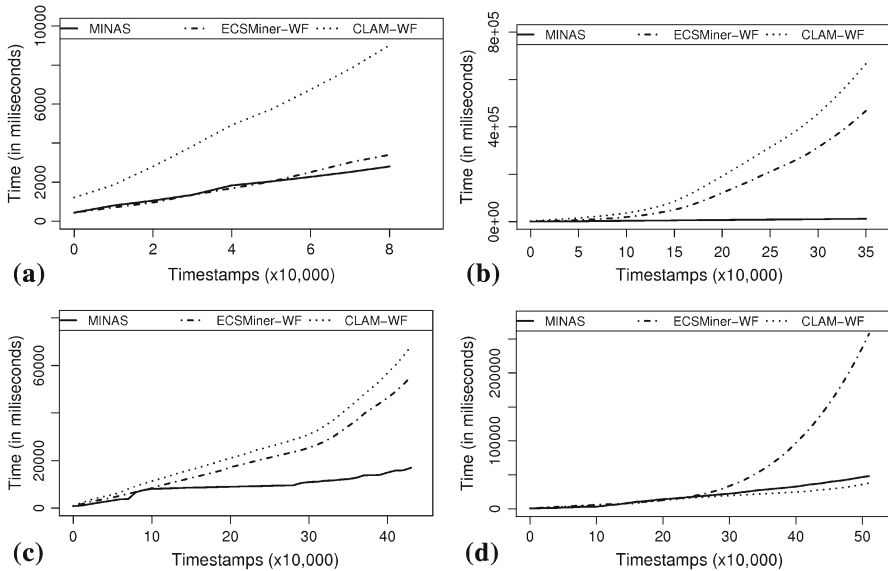 MINAS ECSMiner-WF CLAM-WF
Time (in miliseconds)
0 2000 6000 10000
0 2 4 6 8
Timestamps (x10,000)
(a)
MINAS ECSMiner-WF CLAM-WF
Time (in miliseconds)
0e+00 4e+05 8e+05
0 5 10 15 20 25 30 35
Timestamps (x10,000)
(b)
MINAS ECSMiner-WF CLAM-WF
Time (in miliseconds)
0 20000 60000
0 10 20 30 40
Timestamps (x10,000)
(c)
MINAS ECSMiner-WF CLAM-WF
Time (in miliseconds)
0 50000 100000 200000
0 10 20 30 40 50
Timestamps (x10,000)
(d)